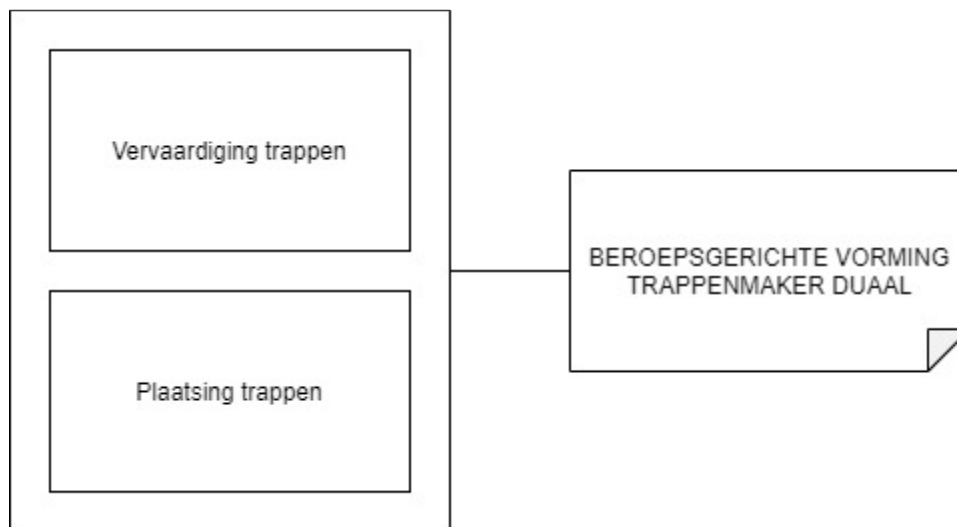 Vervaardiging trappen
BEROEPSGERICHTE VORMING
TRAPPENMAKER DUAAL
Plaatsing trappen